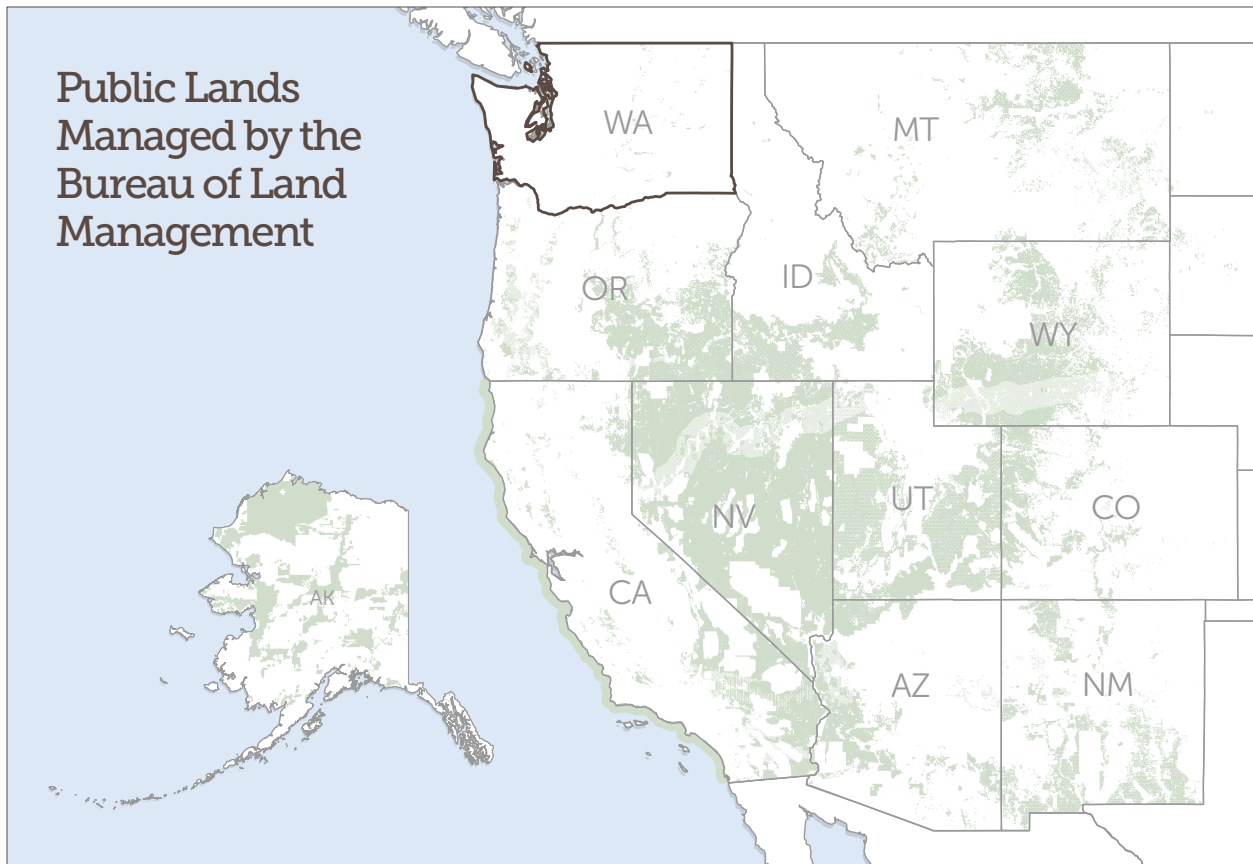 Public Lands
Managed by the
Bureau of Land
Management
WA
MT
OR
ID
WY
NV
UT
CO
CA
AK
AZ
NM